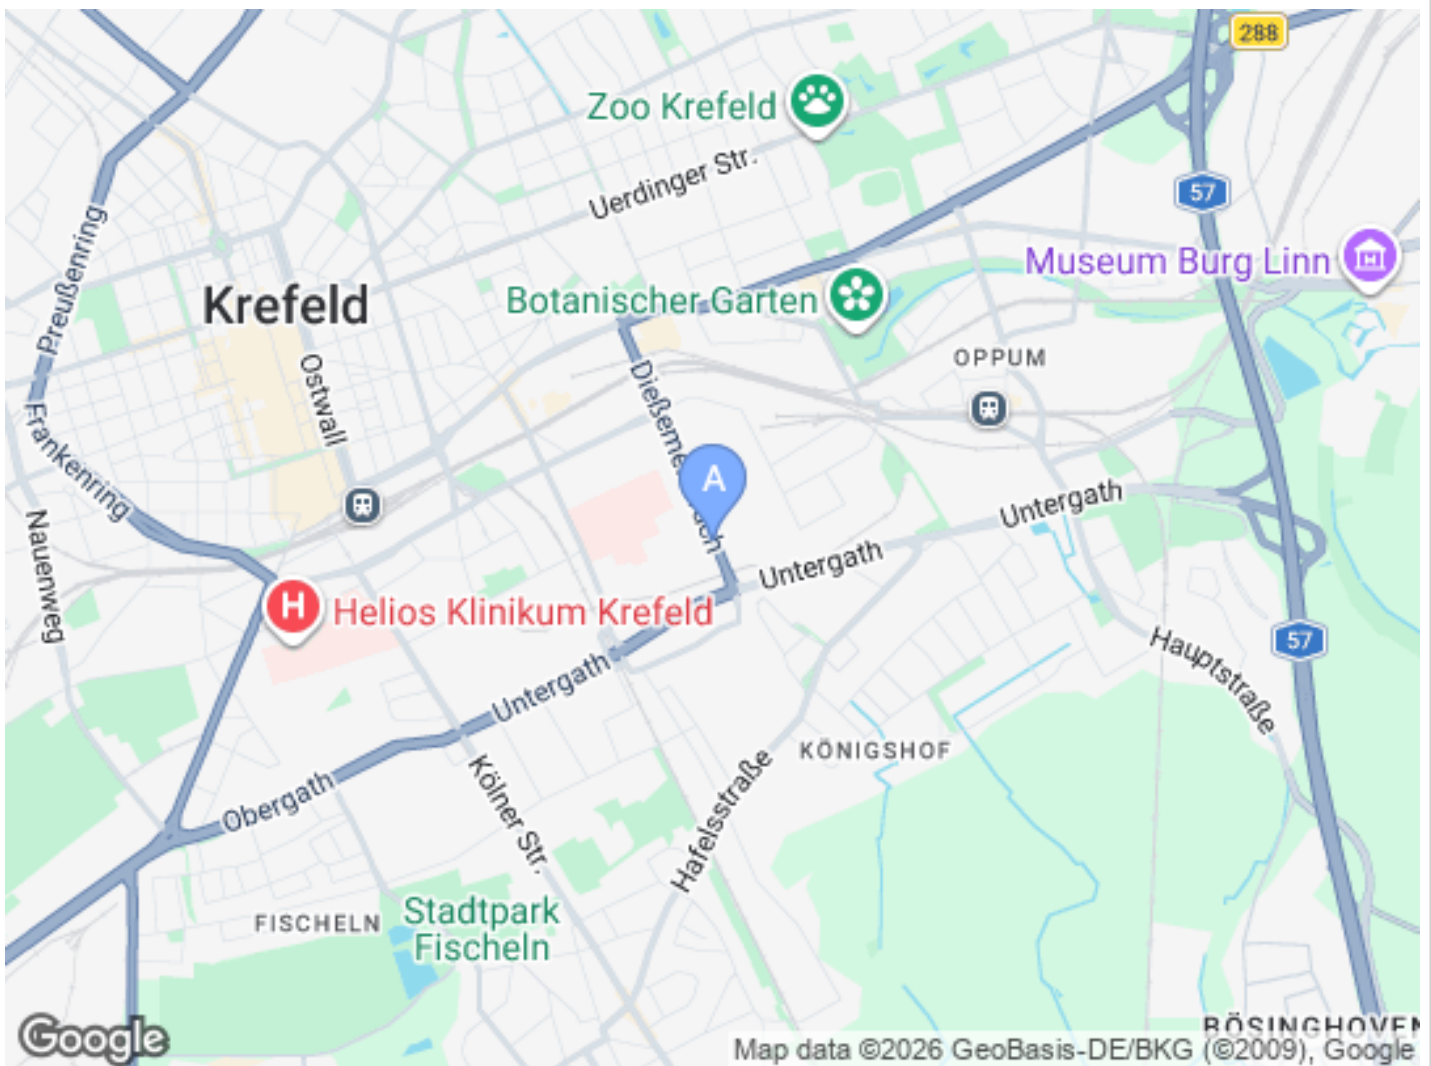 288
Zoo Krefeld
Uerdinger Str.
57
Preußenring
Museum Burg Linn
Krefeld
Botanischer Garten
OPPUM
Ostwall
Dießeme
A
Frankenring
Untergath
Nauenweg
Untergath
H
Helios Klinikum Krefeld
57
Hauptstraße
Untergath
KÖNIGSHOF
Obergath
Kölner Str.
Hafelsstraße
FISCHELN
Stadtpark
Fischeln
BÖSINGHOVEN
Google
Map data ©2026 GeoBasis-DE/BKG (©2009), Google